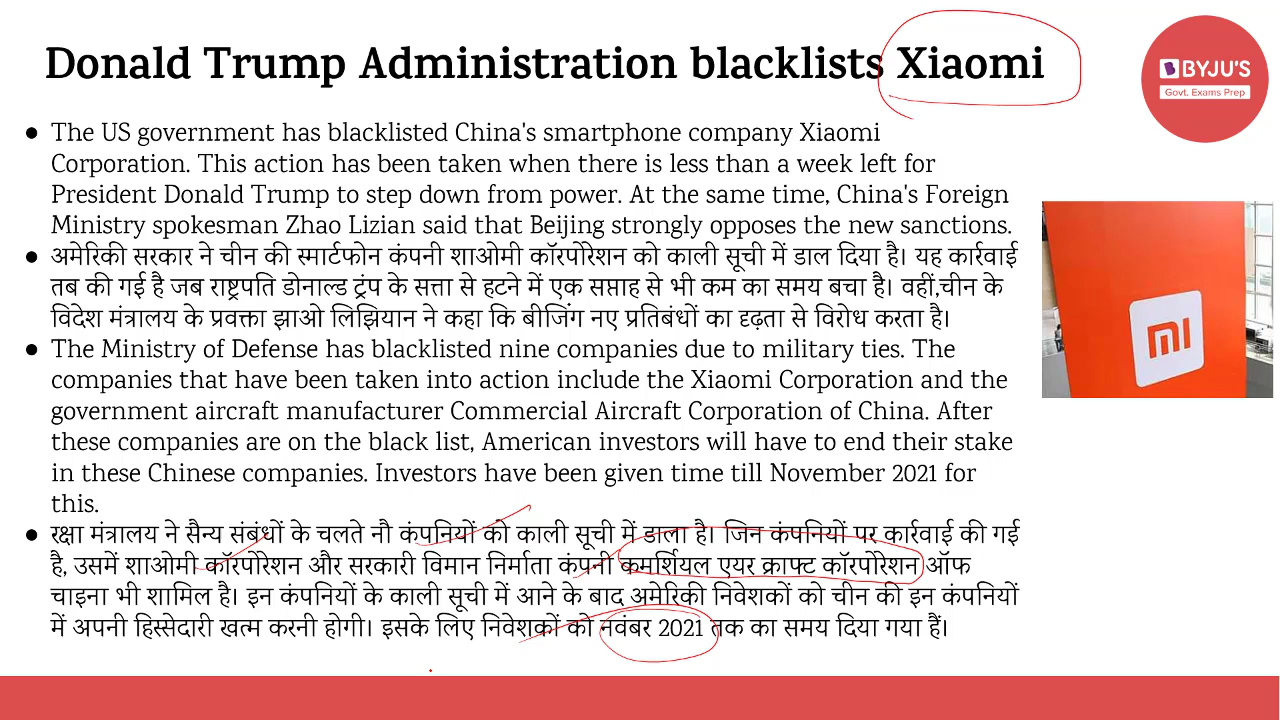 Donald Trump Administration blacklists Xiaomi
BYJU'S
Govt. Exams Prep
● The US government has blacklisted China's smartphone company Xiaomi
Corporation. This action has been taken when there is less than a week left for
President Donald Trump to step down from power. At the same time, China's Foreign
Ministry spokesman Zhao Lizian said that Beijing strongly opposes the new sanctions.
● अमेरिकी सरकार ने चीन की स्मार्टफोन कंपनी शाओमी कॉरपोरेशन को काली सूची में डाल दिया है। यह कार्रवाई
तब की गई है जब राष्ट्रपति डोनाल्ड ट्रंप के सत्ता से हटने में एक सप्ताह से भी कम का समय बचा है। वहीं,चीन के
विदेश मंत्रालय के प्रवक्ता झाओ लिझियान ने कहा कि बीजिंग नए प्रतिबंधों का दृढ़ता से विरोध करता है।
● The Ministry of Defense has blacklisted nine companies due to military ties. The
companies that have been taken into action include the Xiaomi Corporation and the
government aircraft manufacturer Commercial Aircraft Corporation of China. After
these companies are on the black list, American investors will have to end their stake
in these Chinese companies. Investors have been given time till November 2021 for
this.
● रक्षा मंत्रालय ने सैन्य संबंधों के चलते नौ कंपनियों को काली सूची में डाला है। जिन कंपनियों पर कार्रवाई की गई
है, उसमें शाओमी कॉरपोरेशन और सरकारी विमान निर्माता कंपनी कमर्शियल एयर क्राफ्ट कॉरपोरेशन ऑफ
चाइना भी शामिल है। इन कंपनियों के काली सूची में आने के बाद अमेरिकी निवेशकों को चीन की इन कंपनियों
में अपनी हिस्सेदारी खत्म करनी होगी। इसके लिए निवेशकों को नवंबर 2021 तक का समय दिया गया हैं।
mi